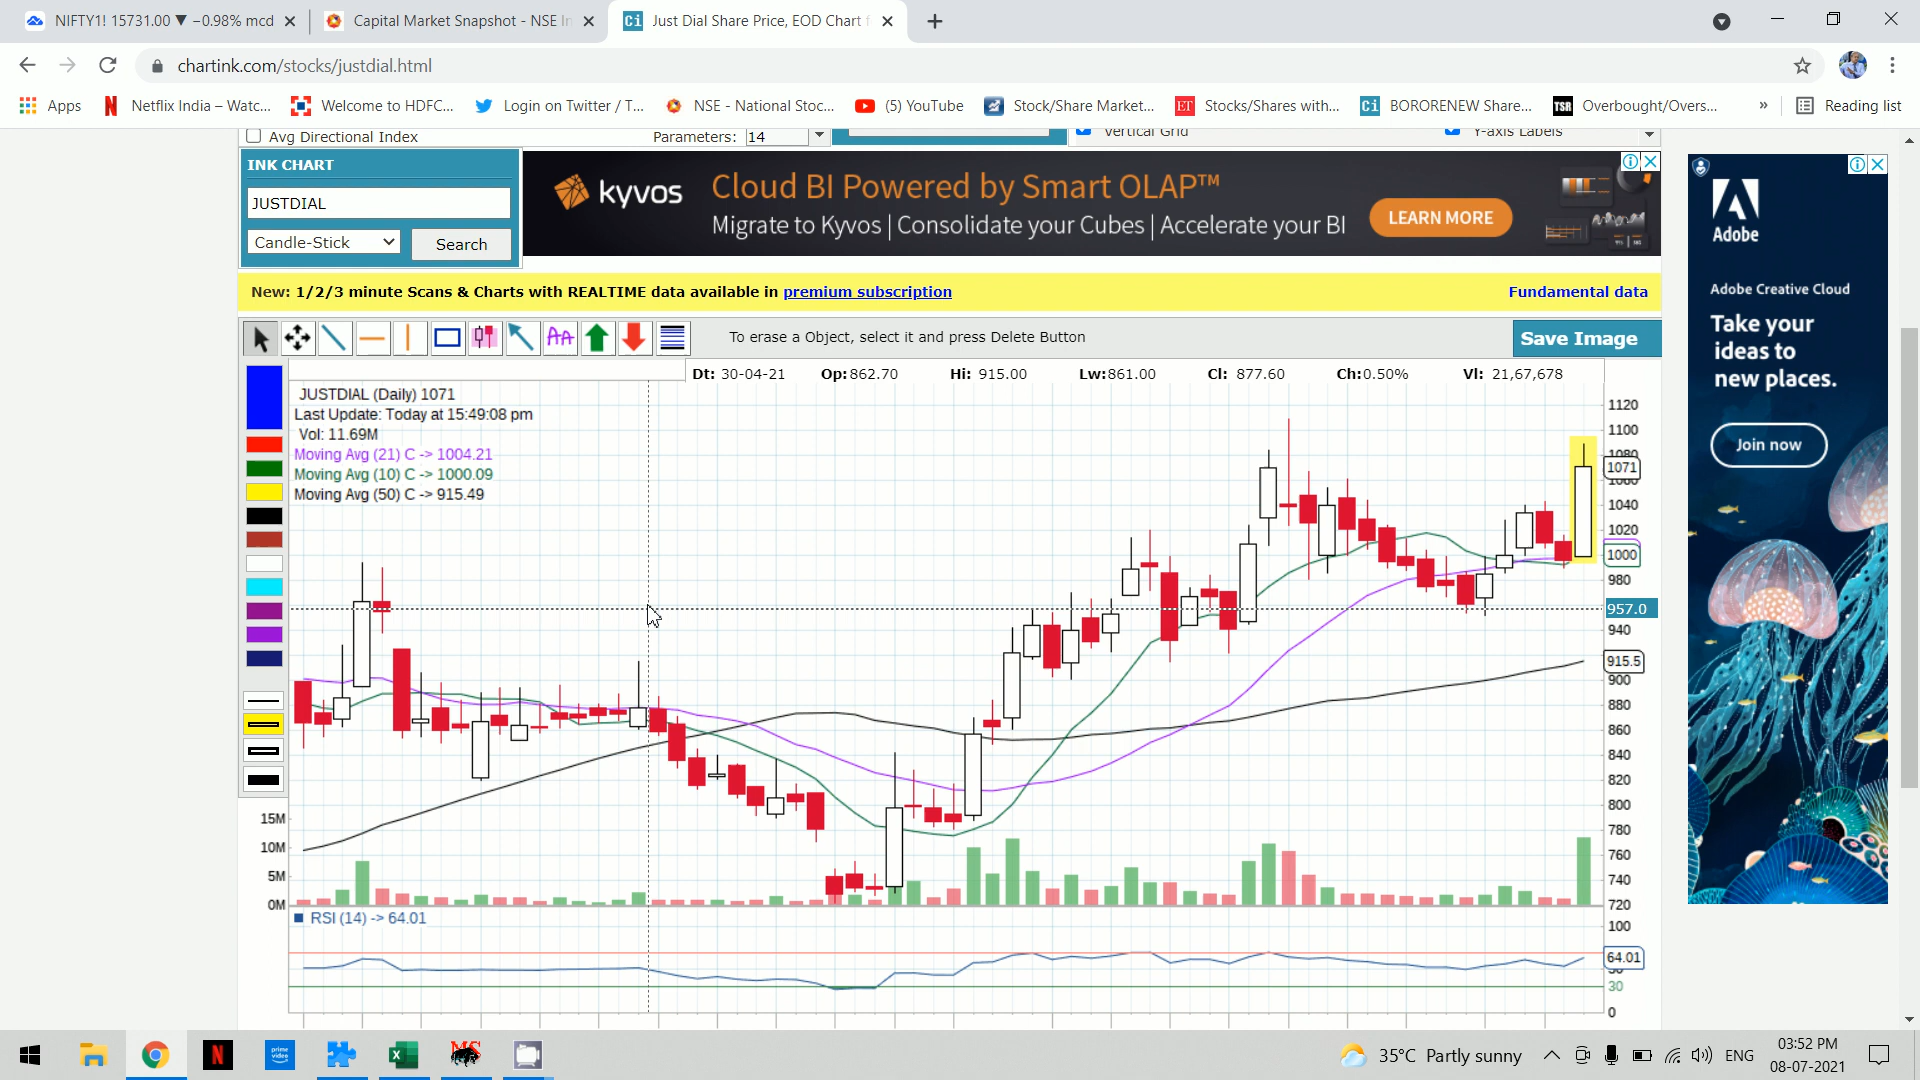 NIFTY1! 15731.00 ▼ −0.98% mcd
Capital Market Snapshot - NSE In
Just Dial Share Price, EOD Chart f
chartink.com/stocks/justdial.html
Apps
Netflix India – Watc...
Welcome to HDFC...
Login on Twitter / T...
NSE - National Stoc...
(5) YouTube
Stock/Share Market...
ET Stocks/Shares with...
Ci BORORENEW Share...
TSR Overbought/Overs...
»
Reading list
Avg Directional Index
Parameters: 14
Vertical Grid
Y-axis Labels
INK CHART
JUSTDIAL
Candle-Stick
Search
kyvos
Cloud BI Powered by Smart OLAP™
Migrate to Kyvos | Consolidate your Cubes | Accelerate your BI
LEARN MORE
New: 1/2/3 minute Scans & Charts with REALTIME data available in premium subscription
Fundamental data
To erase a Object, select it and press Delete Button
Save Image
Dt: 30-04-21 Op:862.70 Hi: 915.00 Lw:861.00 Cl: 877.60 Ch:0.50% Vl: 21,67,678
JUSTDIAL (Daily) 1071
Last Update: Today at 15:49:08 pm
Vol: 11.69M
Moving Avg (21) C -> 1004.21
Moving Avg (10) C -> 1000.09
Moving Avg (50) C -> 915.49
1120
1100
1080
1071
1060
1040
1020
1000
980
957.0
940
915.5
900
880
860
840
820
800
780
760
740
720
15M
10M
5M
0M
RSI (14) -> 64.01
100
64.01
30
0
Adobe
Adobe Creative Cloud
Take your
ideas to
new places.
Join now
35°C Partly sunny
ENG
03:52 PM
08-07-2021